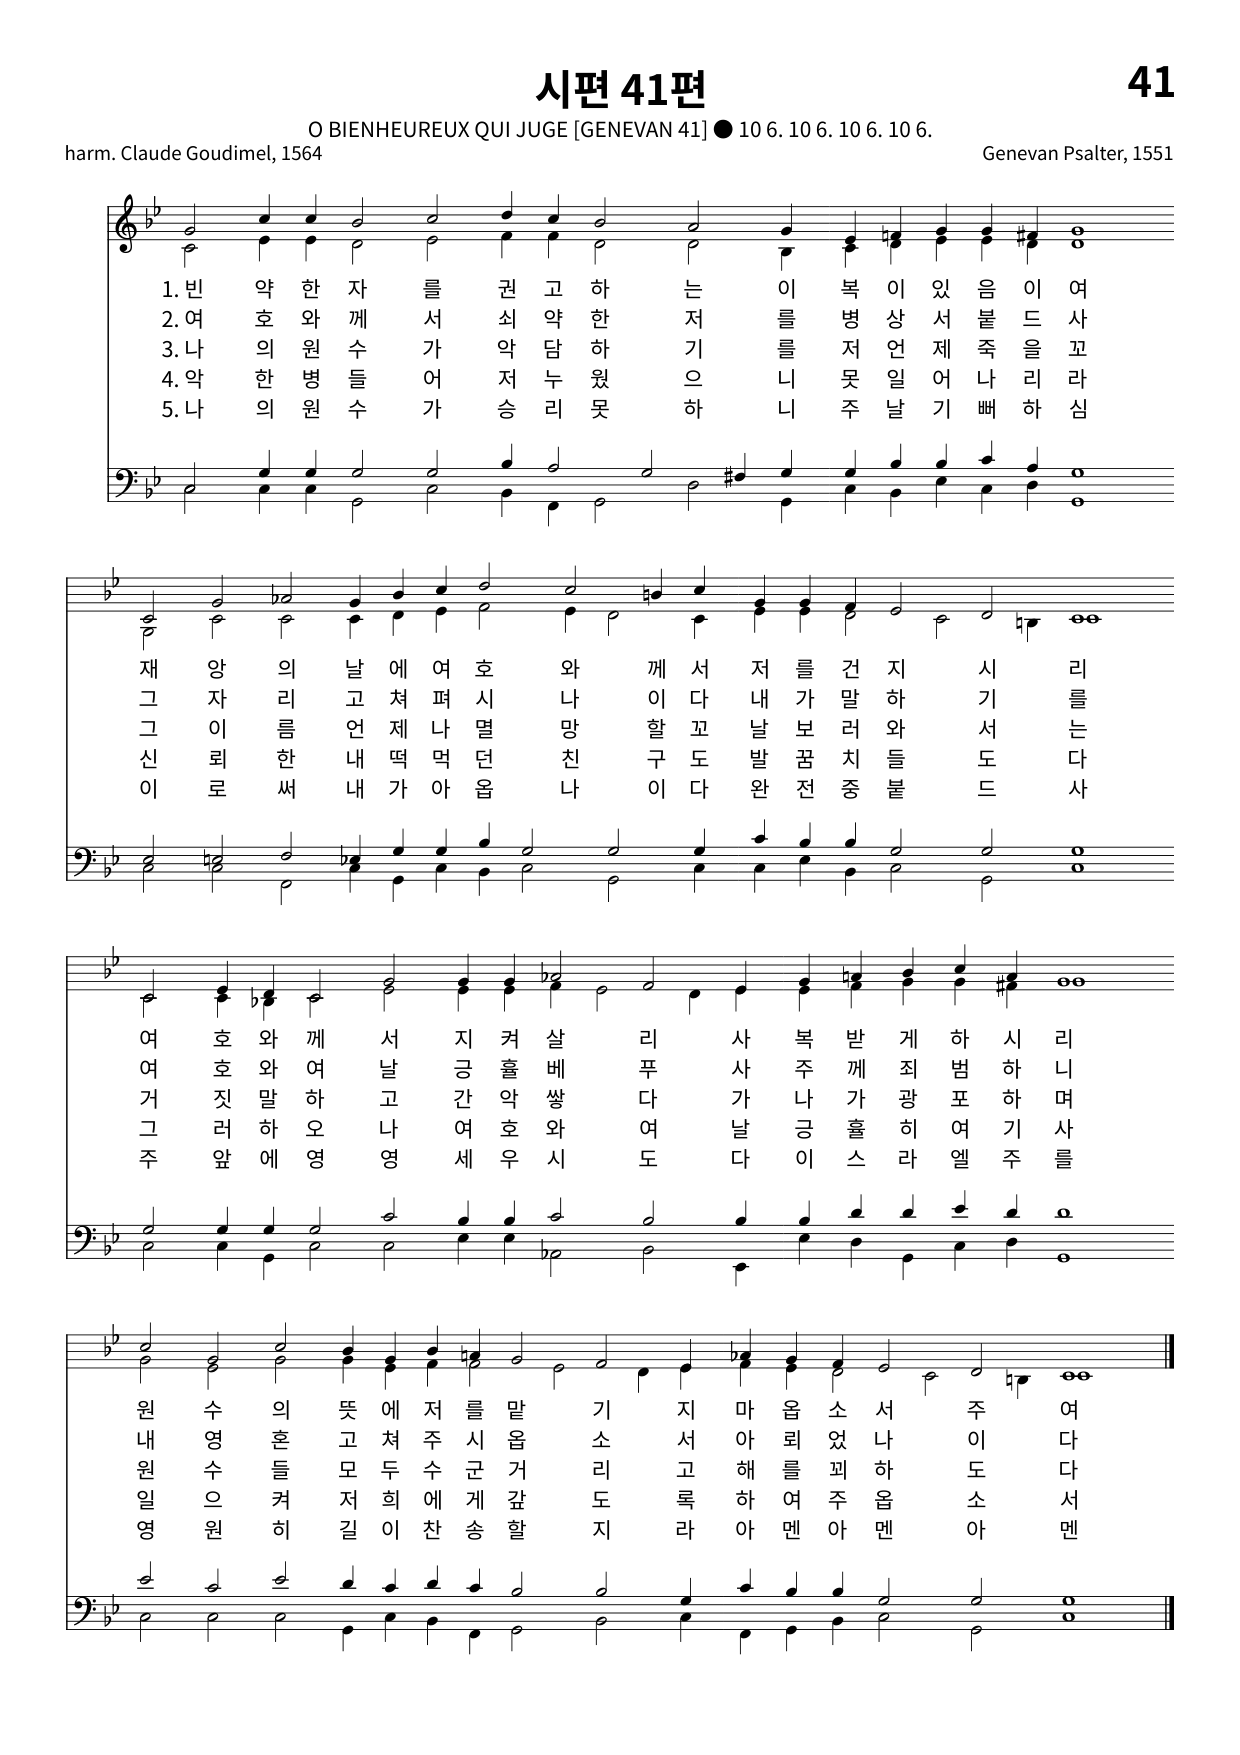 시편 41편
41
O BIENHEUREUX QUI JUGE [GENEVAN 41] ● 10 6. 10 6. 10 6. 10 6.
harm. Claude Goudimel, 1564
Genevan Psalter, 1551
1. 빈 약 한 자 를 권 고 하 는 이 복 이 있 음 이 여
2. 여 호 와 께 서 쇠 약 한 저 를 병 상 서 붙 드 사
3. 나 의 원 수 가 악 담 하 기 를 저 언 제 죽 을 꼬
4. 악 한 병 들 어 저 누 웠 으 니 못 일 어 나 리 라
5. 나 의 원 수 가 승 리 못 하 니 주 날 기 뻐 하 심
재 앙 의 날 에 여 호 와 께 서 저 를 건 지 시 리
그 자 리 고 쳐 펴 시 나 이 다 내 가 말 하 기 를
그 이 름 언 제 나 멸 망 할 꼬 날 보 러 와 서 는
신 뢰 한 내 떡 먹 던 친 구 도 발 꿈 치 들 도 다
이 로 써 내 가 아 옵 나 이 다 완 전 중 붙 드 사
여 호 와 께 서 지 켜 살 리 사 복 받 게 하 시 리
여 호 와 여 날 긍 휼 베 푸 사 주 께 죄 범 하 니
거 짓 말 하 고 간 악 쌓 다 가 나 가 광 포 하 며
그 러 하 오 나 여 호 와 여 날 긍 휼 히 여 기 사
주 앞 에 영 영 세 우 시 도 다 이 스 라 엘 주 를
원 수 의 뜻 에 저 를 맡 기 지 마 옵 소 서 주 여
내 영 혼 고 쳐 주 시 옵 소 서 아 뢰 었 나 이 다
원 수 들 모 두 수 군 거 리 고 해 를 꾀 하 도 다
일 으 켜 저 희 에 게 갚 도 록 하 여 주 옵 소 서
영 원 히 길 이 찬 송 할 지 라 아 멘 아 멘 아 멘